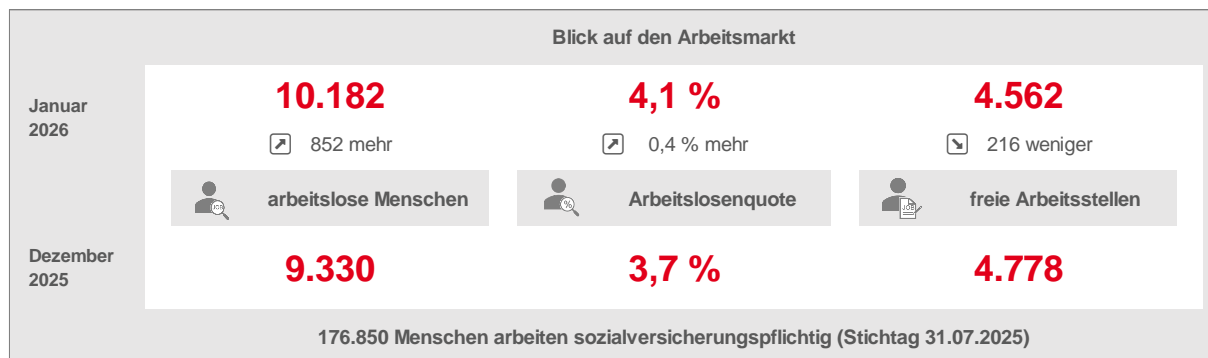 Blick auf den Arbeitsmarkt
Januar
2026
10.182
4,1 %
4.562
852 mehr
0,4 % mehr
216 weniger
JOB
arbeitslose Menschen
%
Arbeitslosenquote
JOB
freie Arbeitsstellen
Dezember
2025
9.330
3,7 %
4.778
176.850 Menschen arbeiten sozialversicherungspflichtig (Stichtag 31.07.2025)